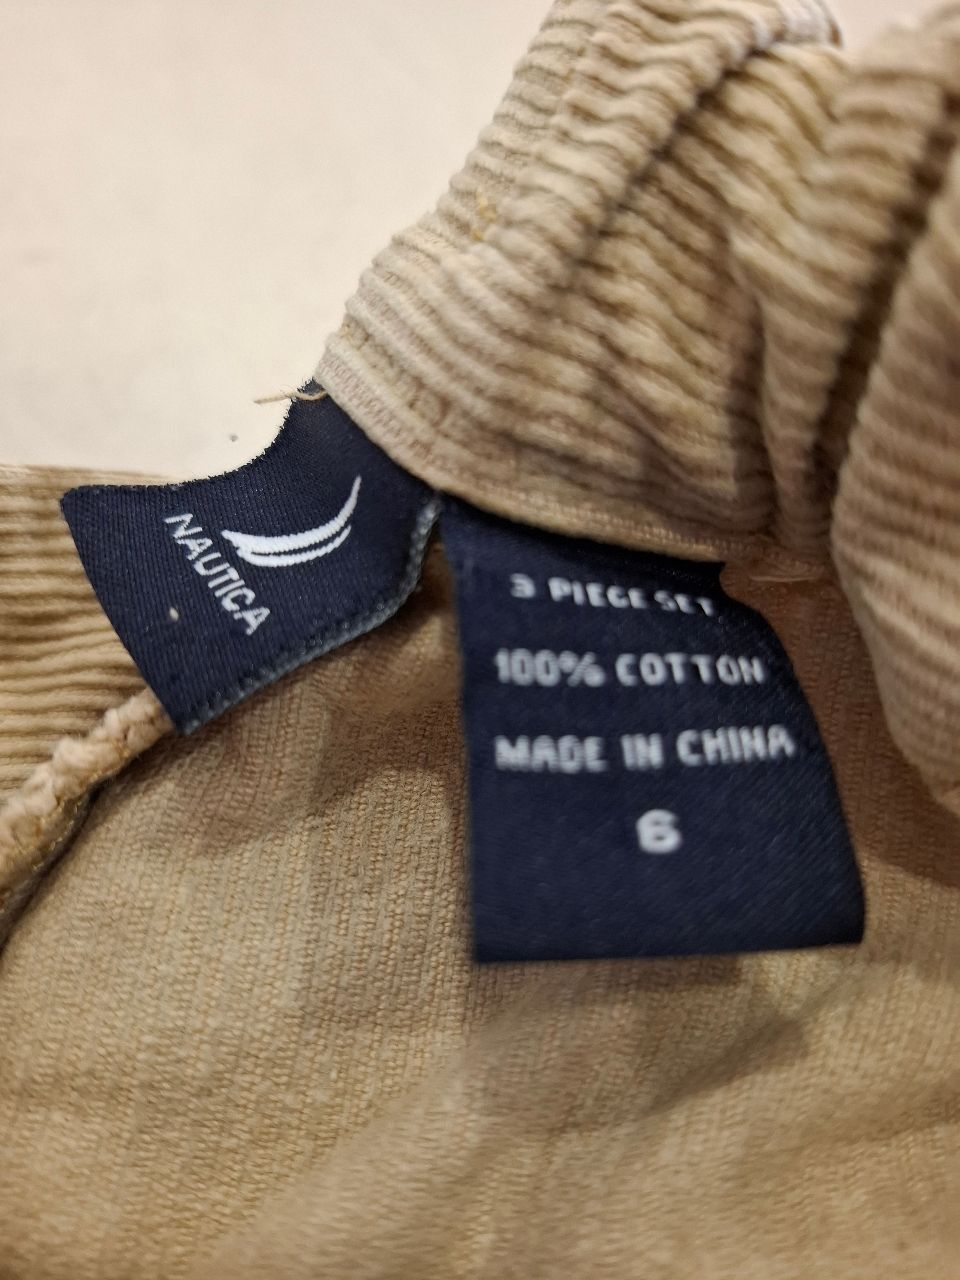 NAUTICA
3 PIECE SET
100% COTTON
MADE IN CHINA
6